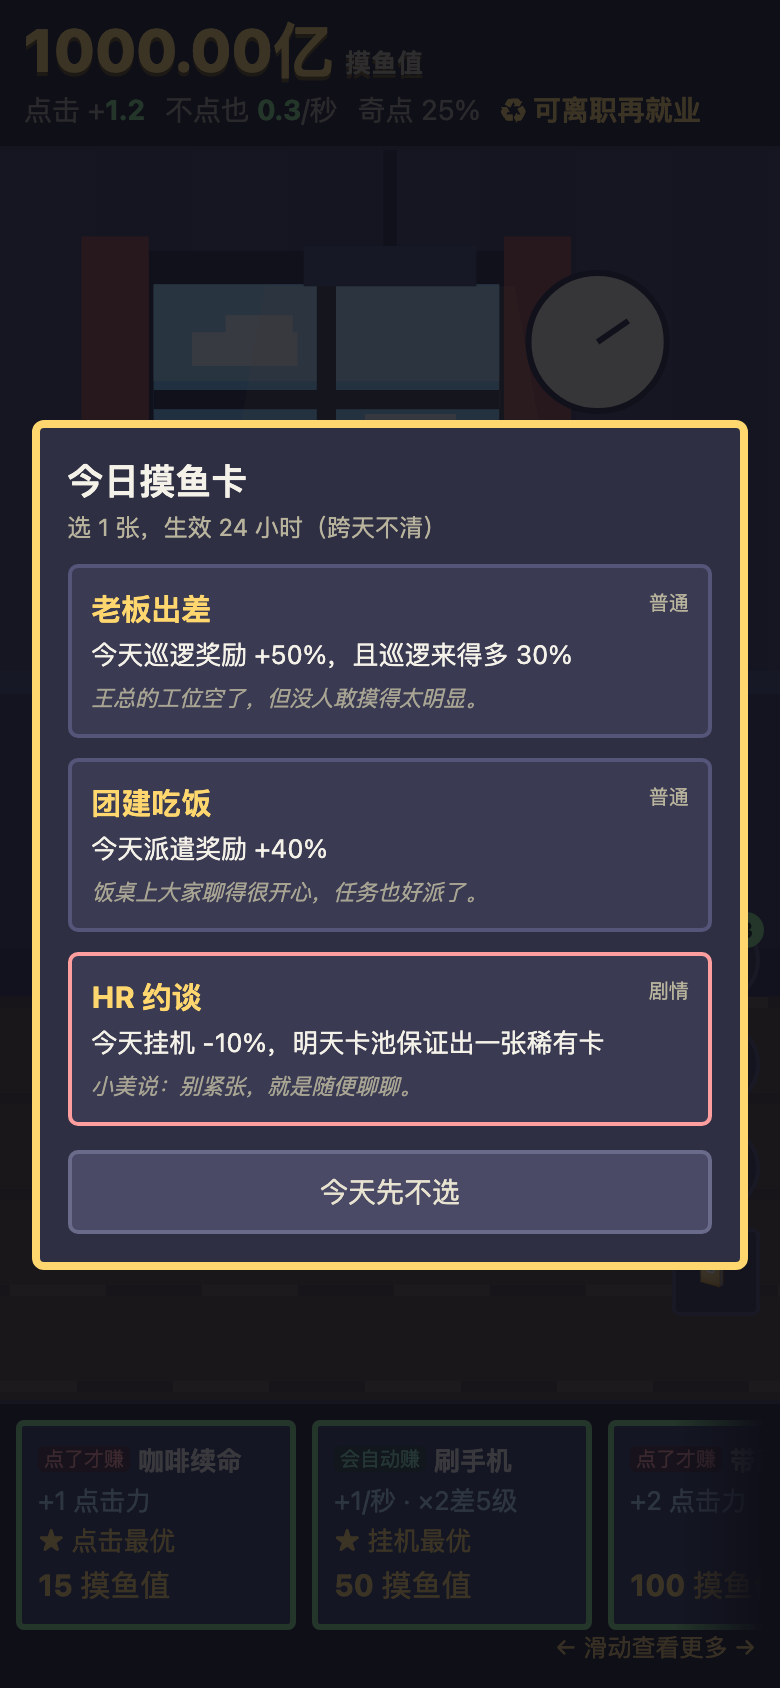 1000.00亿 摸鱼值
点击 +1.2 不点也 0.3/秒 奇点 25% ♻ 可离职再就业
今日摸鱼卡
选 1 张，生效 24 小时（跨天不清）
老板出差 普通
今天巡逻奖励 +50%，且巡逻来得多 30%
王总的工位空了，但没人敢摸得太明显。
团建吃饭 普通
今天派遣奖励 +40%
饭桌上大家聊得很开心，任务也好派了。
HR 约谈 剧情
今天挂机 -10%，明天卡池保证出一张稀有卡
小美说：别紧张，就是随便聊聊。
今天先不选
点了才赚 咖啡续命
+1 点击力
★ 点击最优
15 摸鱼值
会自动赚 刷手机
+1/秒 · ×2差5级
★ 挂机最优
50 摸鱼值
点了才赚 带
+2 点击力
100 摸鱼值
← 滑动查看更多 →